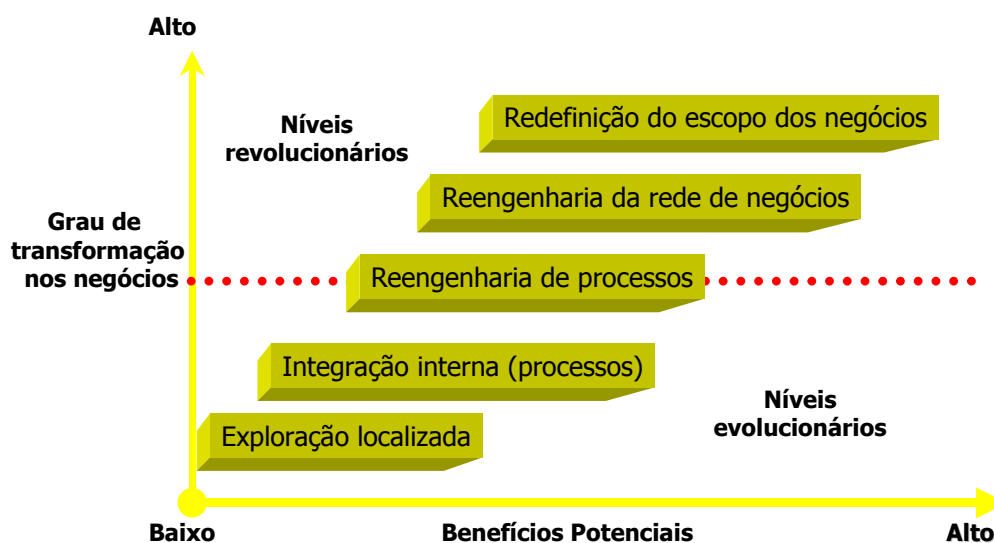 Alto
Redefinição do escopo dos negócios
Níveis
revolucionários
Reengenharia da rede de negócios
Grau de
transformação
nos negócios
Reengenharia de processos
Integração interna (processos)
Níveis
evolucionários
Exploração localizada
Baixo
Benefícios Potenciais
Alto